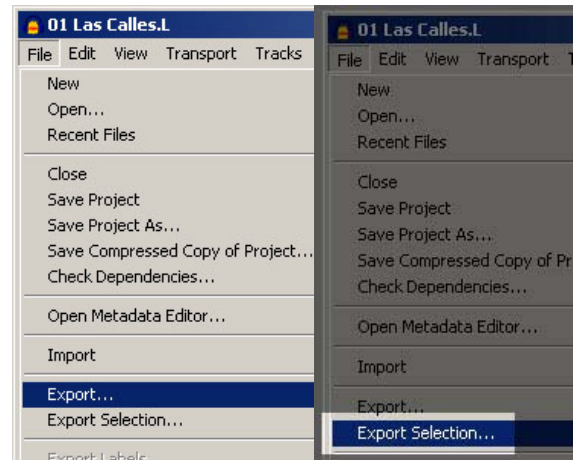 01 Las Calles.L
File Edit View Transport Tracks
New
Open...
Recent Files
Close
Save Project
Save Project As...
Save Compressed Copy of Project...
Check Dependencies...
Open Metadata Editor...
Import
Export...
Export Selection...
Export Labels
01 Las Calles.L
File Edit View Transport T
New
Open...
Recent Files
Close
Save Project
Save Project As...
Save Compressed Copy of Pr
Check Dependencies...
Open Metadata Editor...
Import
Export...
Export Selection...